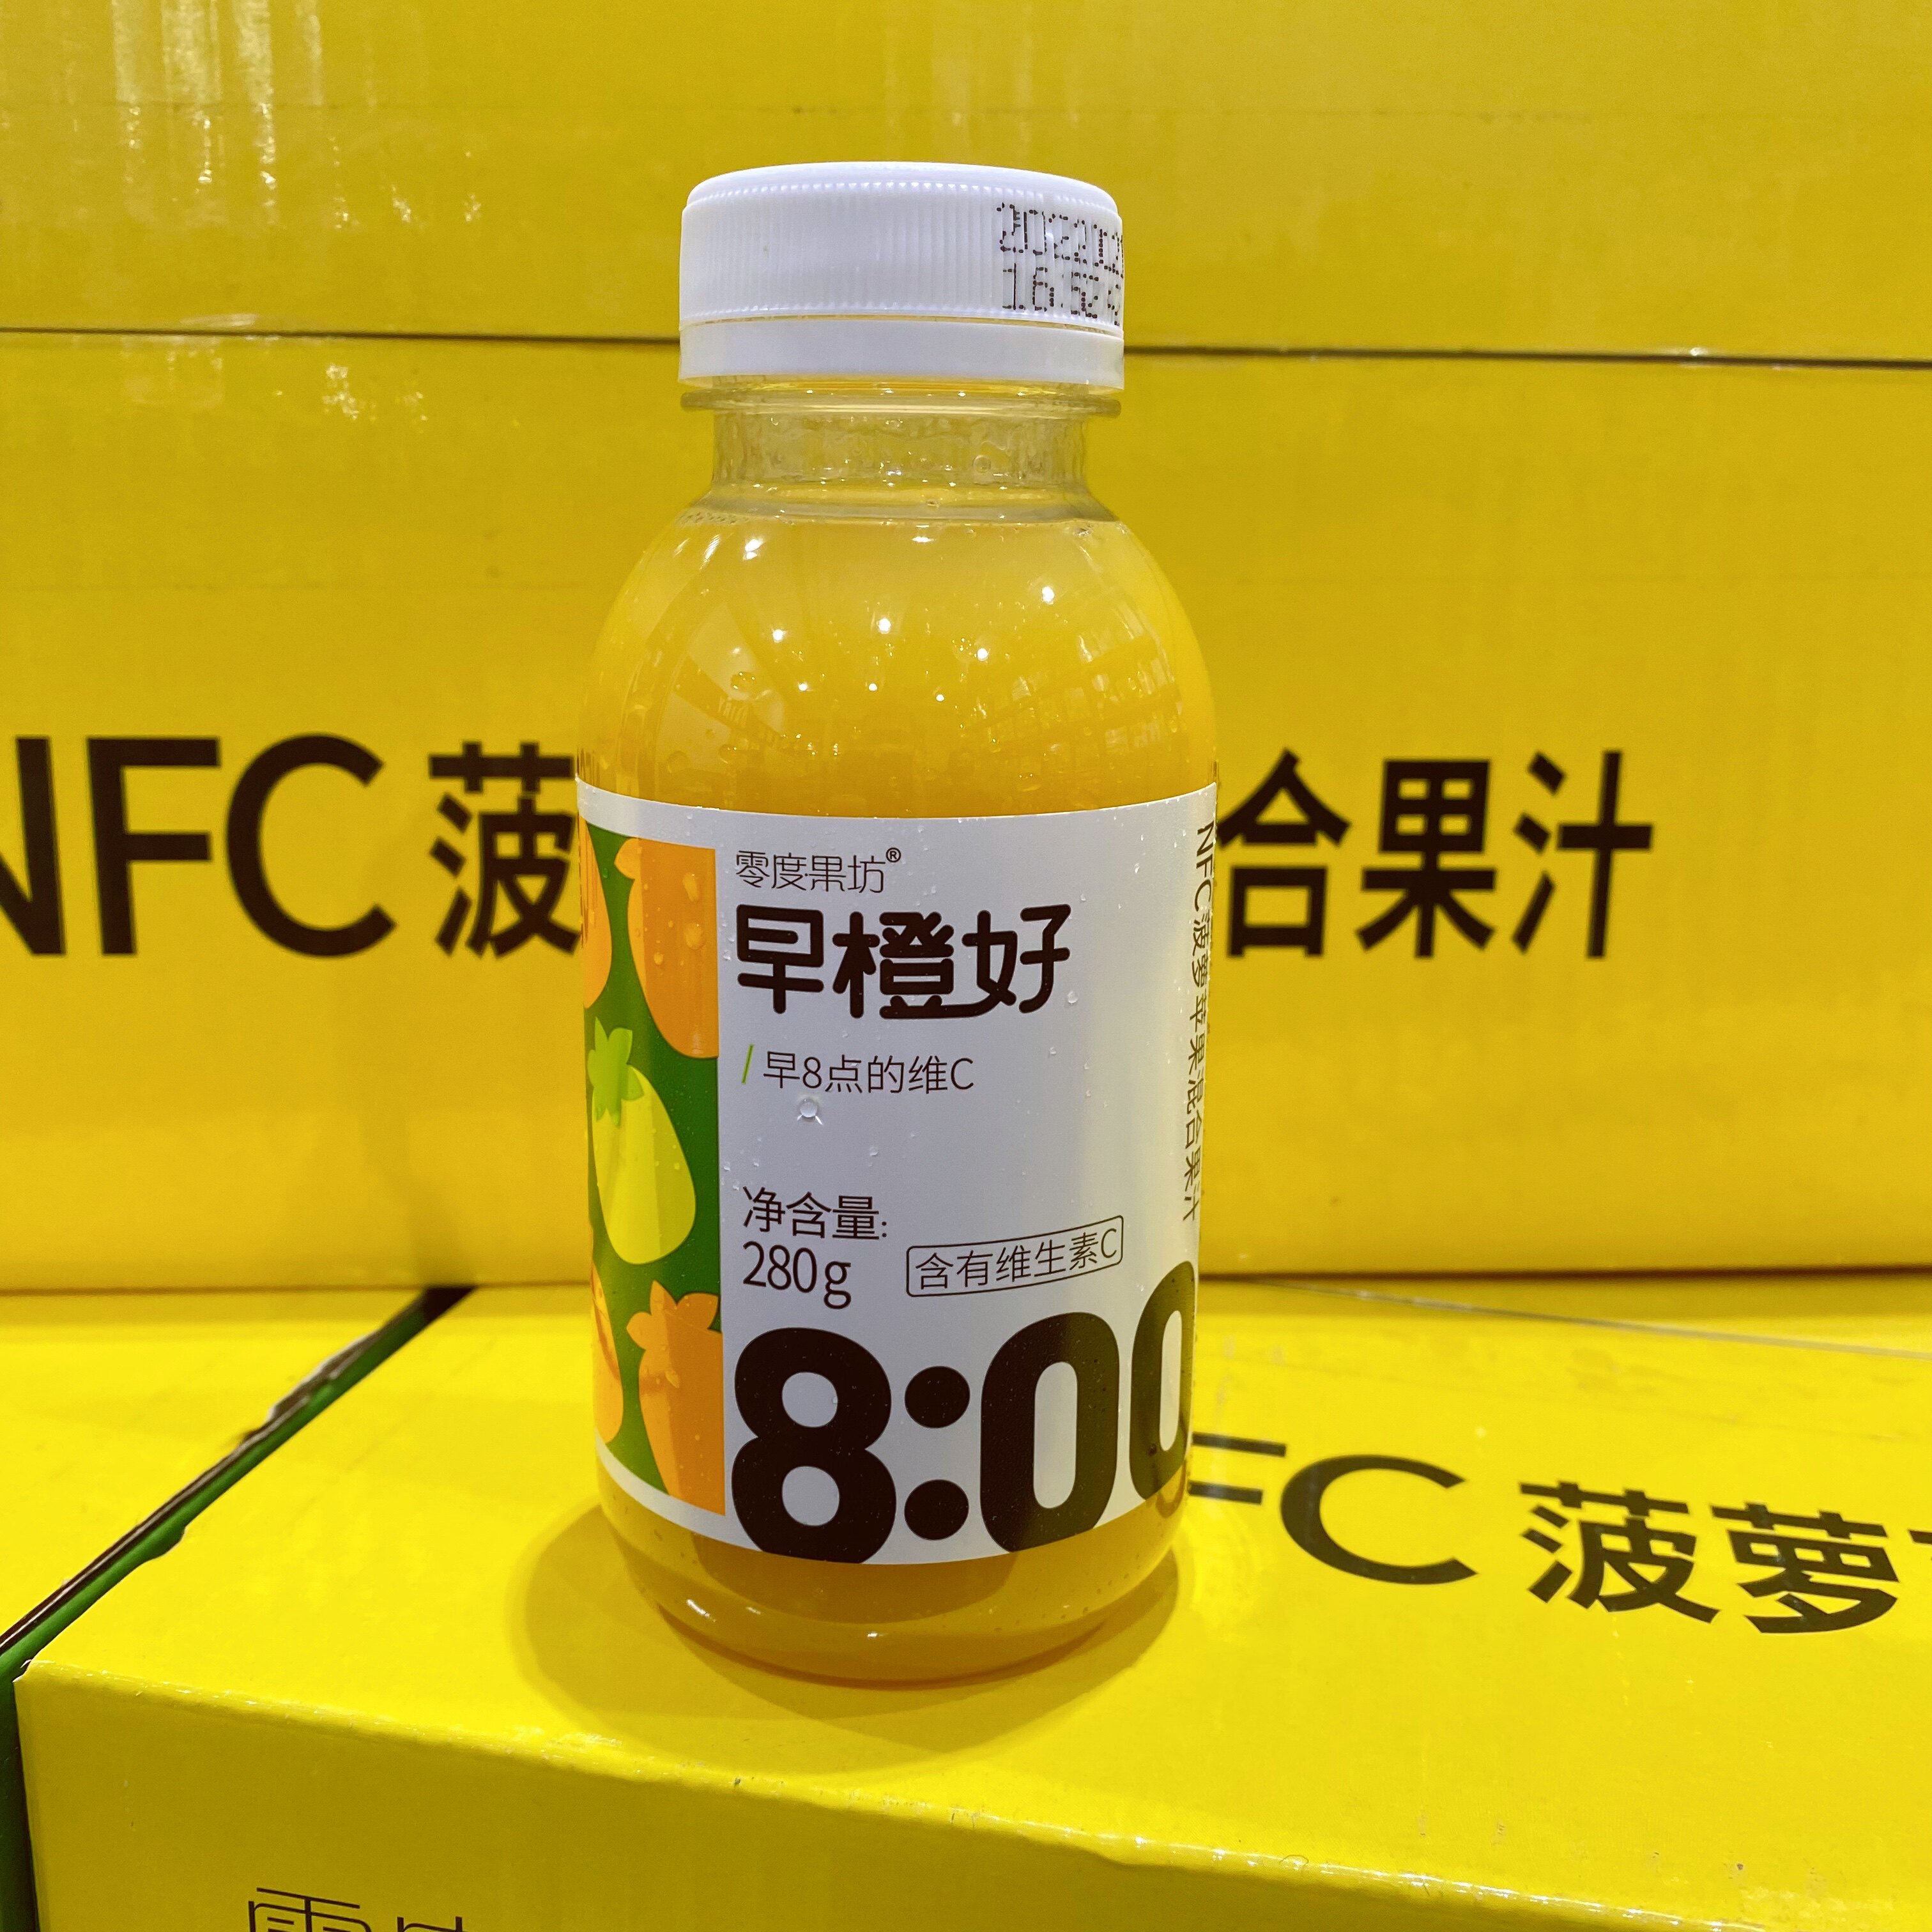 零度果坊®
早橙好
/ 早8点的维C
净含量:
280g
含有维生素C
8:00
NFC菠萝苹果混合果汁
NFC 菠
合果汁
FC 菠萝